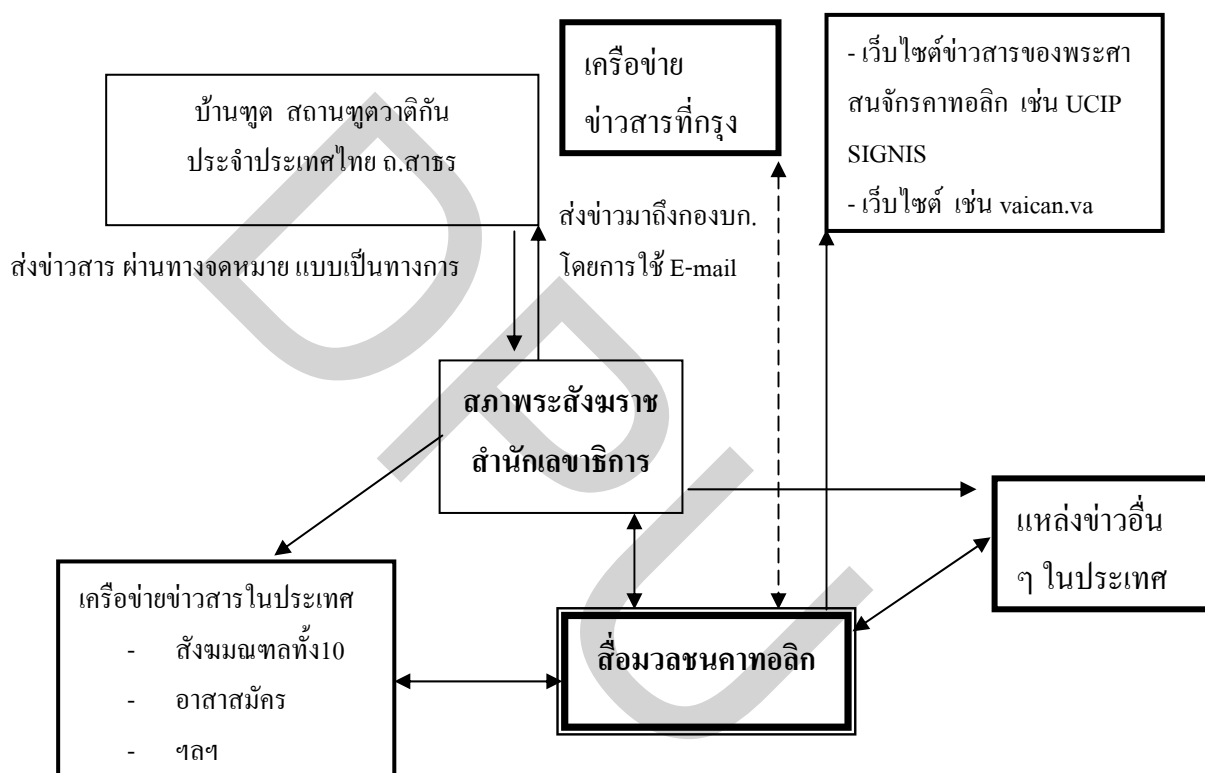 เครือข่าย
ข่าวสารที่กรุง
- เว็บไซต์ข่าวสารของพระศา
สนจักรคาทอลิก เช่น UCIP
SIGNIS
- เว็บไซต์ เช่น vaican.va
บ้านฑูต สถานฑูตวาติกัน
ประจำประเทศไทย ถ.สาธร
ส่งข่าวสาร ผ่านทางจดหมาย แบบเป็นทางการ
ส่งข่าวมาถึงกองบก.
โดยการใช้ E-mail
สภาพระสังฆราช
สำนักเลขาธิการ
แหล่งข่าวอื่น
ๆ ในประเทศ
เครือข่ายข่าวสารในประเทศ
- สังฆมณฑลทั้ง10
- อาสาสมัคร
- ฯลฯ
สื่อมวลชนคาทอลิก
DPU